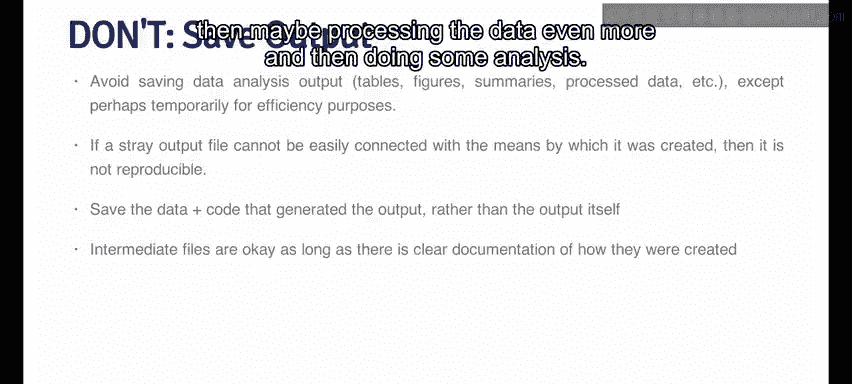 DON'T: Save Output
then maybe processing the data even more
and then doing some analysis.
· Avoid saving data analysis output (tables, figures, summaries, processed data, etc.), except
perhaps temporarily for efficiency purposes.
· If a stray output file cannot be easily connected with the means by which it was created, then it is
not reproducible.
· Save the data + code that generated the output, rather than the output itself
· Intermediate files are okay as long as there is clear documentation of how they were created